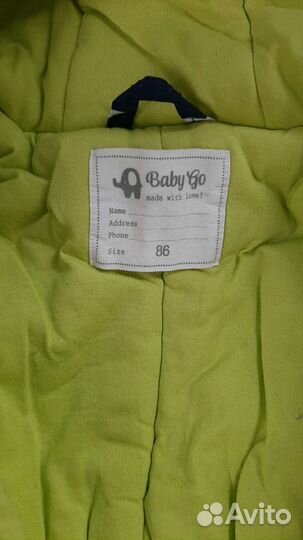 Baby Go
made with love!
Name
Address
Phone
Size 86
Avito